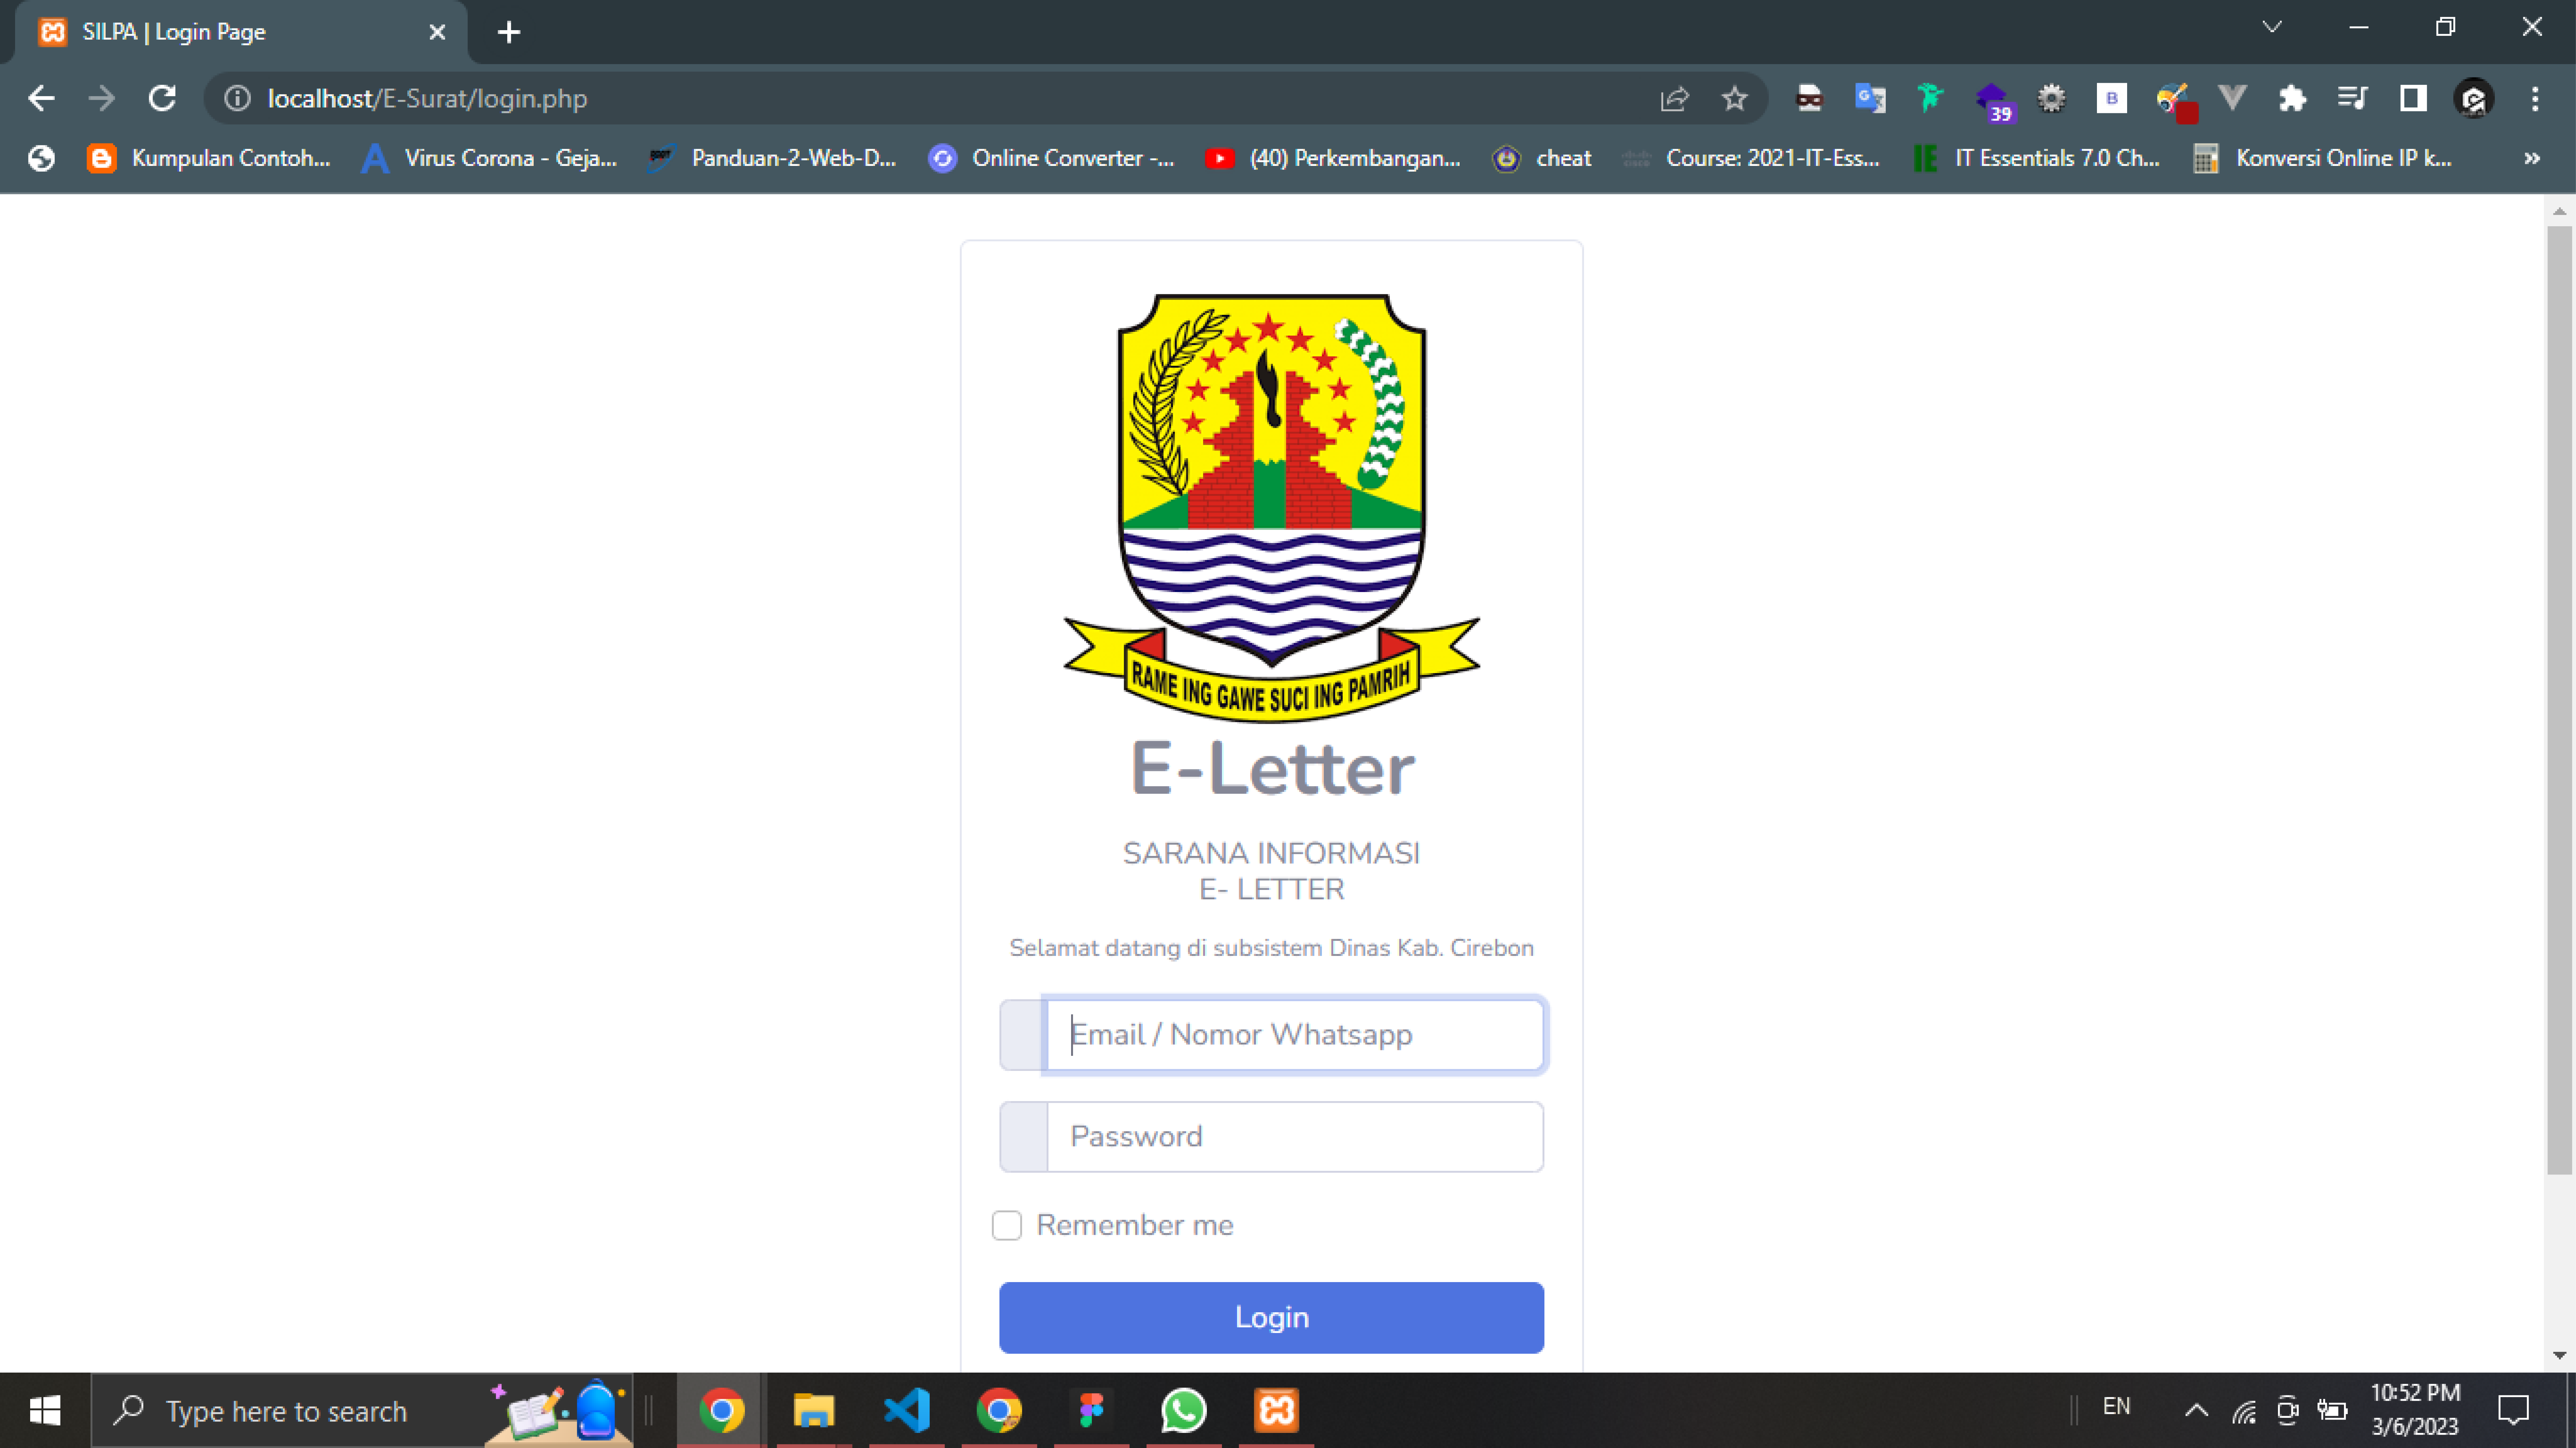 SILPA | Login Page
localhost/E-Surat/login.php
39
B
Kumpulan Contoh...
Virus Corona - Geja...
Panduan-2-Web-D...
Online Converter -...
(40) Perkembangan...
cheat
Course: 2021-IT-Ess...
IT Essentials 7.0 Ch...
Konversi Online IP k...
»
RAME ING GAWE SUCI ING PAMRIH
E-Letter
SARANA INFORMASI
E- LETTER
Selamat datang di subsistem Dinas Kab. Cirebon
Email / Nomor Whatsapp
Password
Remember me
Login
Type here to search
EN
10:52 PM
3/6/2023